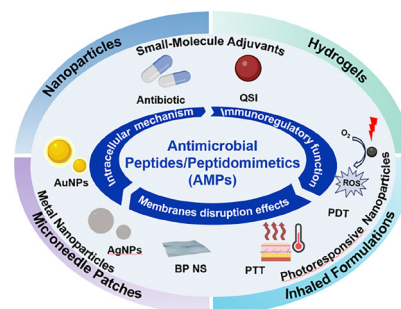 Nanoparticles
Hydrogels
Small-Molecule Adjuvants
Antibiotic
QSI
Intracellular mechanism
Immunoregulatory function
Antimicrobial
Peptides/Peptidomimetics
(AMPs)
Membranes disruption effects
O2
ROS
PDT
AuNPs
AgNPs
BP NS
PTT
Metal Nanoparticles
Photoresponsive Nanoparticles
Microneedle Patches
Inhaled Formulations